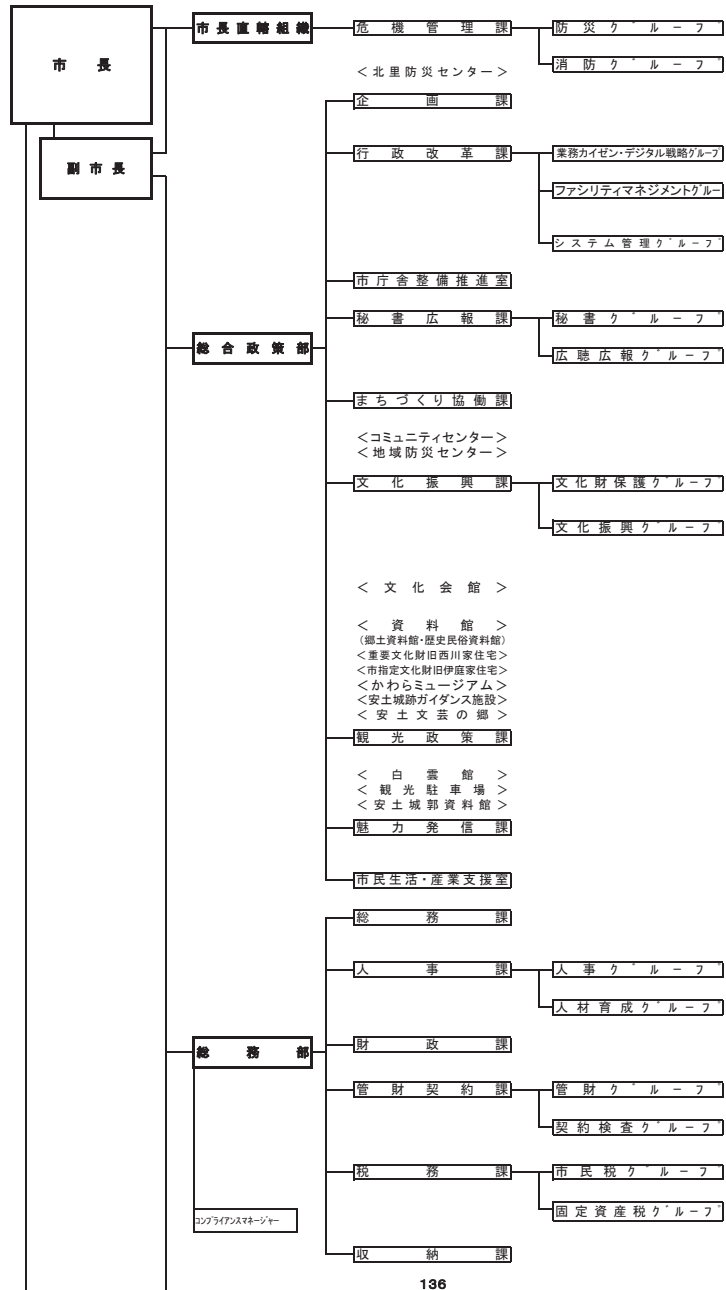 市長
市長直轄組織
危機管理課
防災グループ
消防グループ
＜北里防災センター＞
副市長
総合政策部
企画課
行政改革課
業務カイゼン・デジタル戦略グループ
ファシリティマネジメントグルー
システム管理グループ
市庁舎整備推進室
秘書広報課
秘書グループ
広聴広報グループ
まちづくり協働課
＜コミュニティセンター＞
＜地域防災センター＞
文化振興課
文化財保護グループ
文化振興グループ
＜文化会館＞
＜資料館＞
（郷土資料館・歴史民俗資料館）
＜重要文化財旧西川家住宅＞
＜市指定文化財旧伊庭家住宅＞
＜かわらミュージアム＞
＜安土城跡ガイダンス施設＞
＜安土文芸の郷＞
観光政策課
＜白雲館＞
＜観光駐車場＞
＜安土城郭資料館＞
魅力発信課
市民生活・産業支援室
総務部
総務課
人事課
人事グループ
人材育成グループ
財政課
管財契約課
管財グループ
契約検査グループ
税務課
市民税グループ
固定資産税グループ
コンプライアンスマネージャー
収納課
136